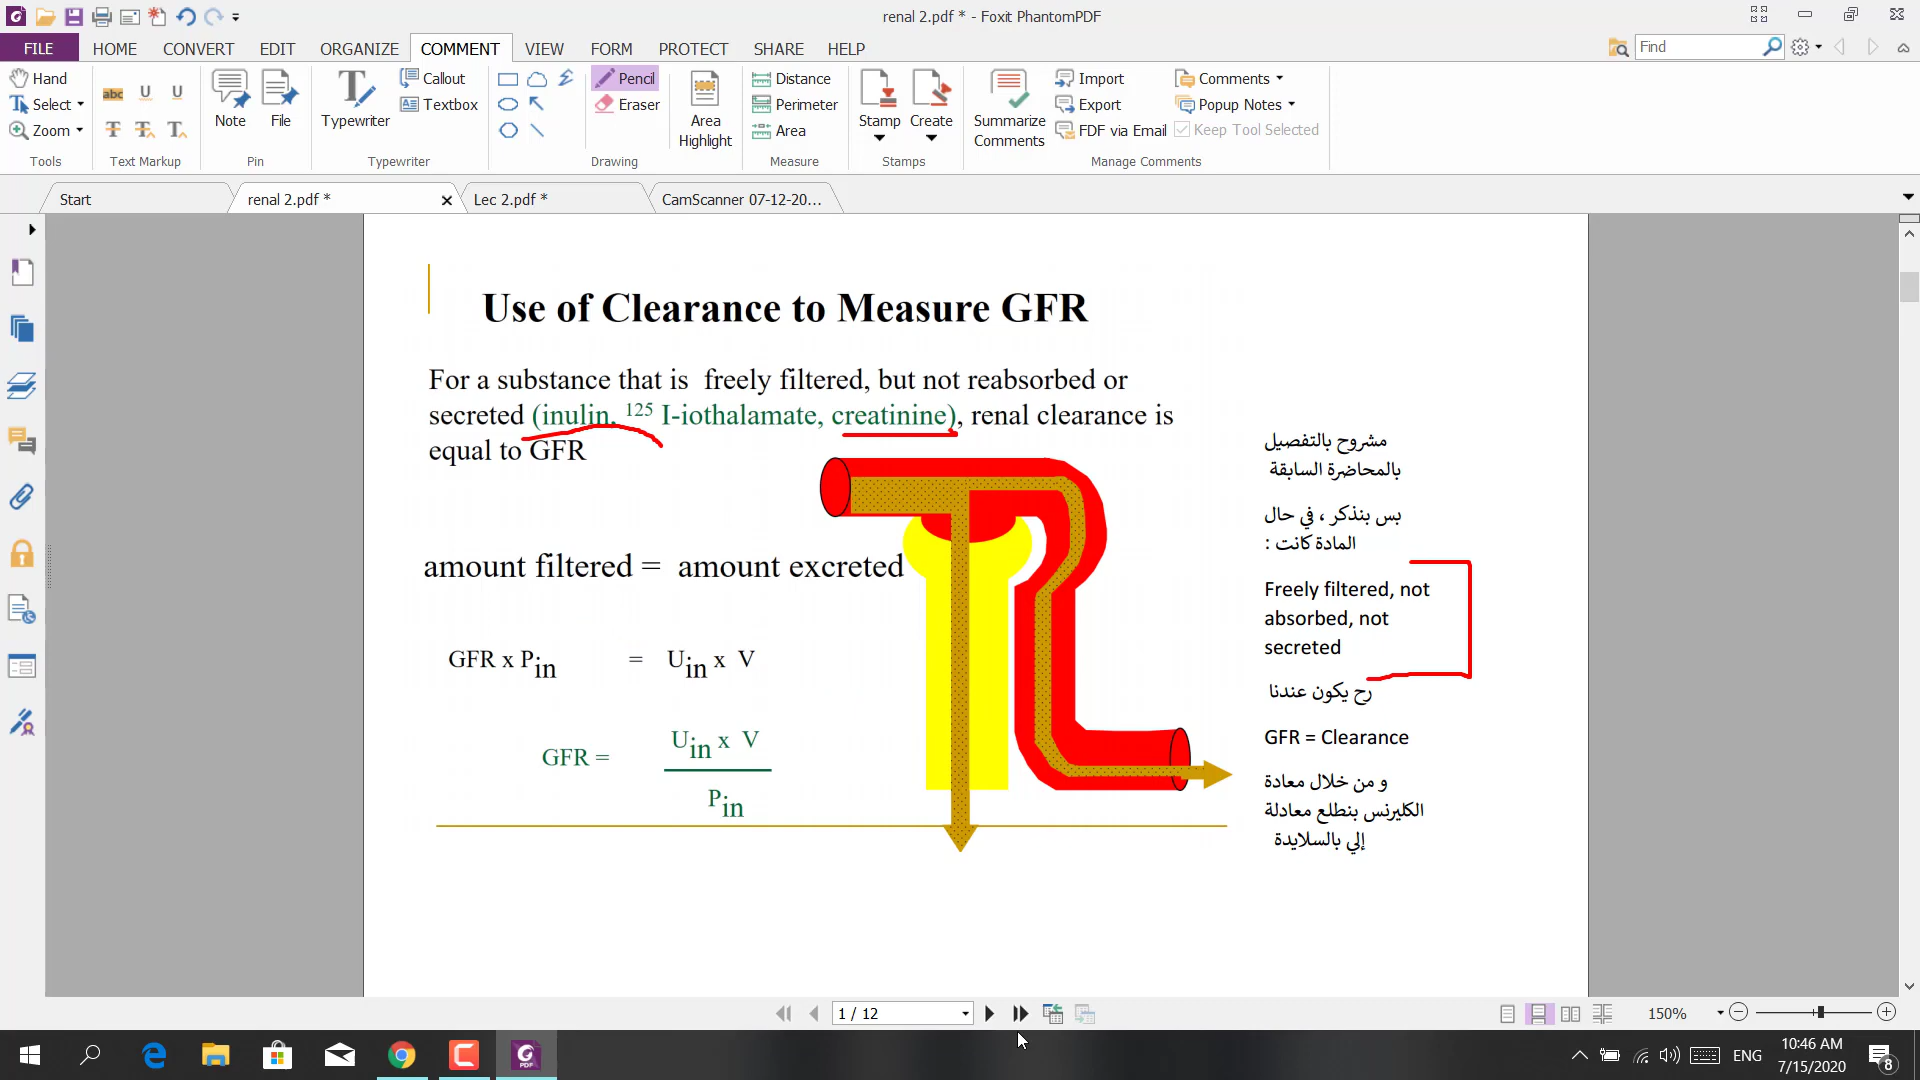 renal 2.pdf * - Foxit PhantomPDF
FILE HOME CONVERT EDIT ORGANIZE COMMENT VIEW FORM PROTECT SHARE HELP
Find
Hand
Select
Zoom
Tools
abc U U
T T T
Text Markup
Note
File
Pin
Typewriter
Callout
Textbox
Typewriter
Pencil
Eraser
Drawing
Area
Highlight
Distance
Perimeter
Area
Measure
Stamp
Create
Stamps
Summarize
Comments
Import
Export
FDF via Email
Comments
Popup Notes
Keep Tool Selected
Manage Comments
Start
renal 2.pdf *
Lec 2.pdf *
CamScanner 07-12-20...
Use of Clearance to Measure GFR
For a substance that is freely filtered, but not reabsorbed or
secreted (inulin, 125 I-iothalamate, creatinine), renal clearance is
equal to GFR
amount filtered = amount excreted
GFR x Pin = Uin x V
GFR =
Uin x V
Pin
مشروح بالتفصيل
بالمحاضرة السابقة
بس بنذكر ، في حال
المادة كانت :
Freely filtered, not
absorbed, not
secreted
رح يكون عندنا
GFR = Clearance
و من خلال معادة
الكليرنس بنطلع معادلة
إلي بالسلايدة
1 / 12
150%
PDF
ENG
10:46 AM
7/15/2020
8